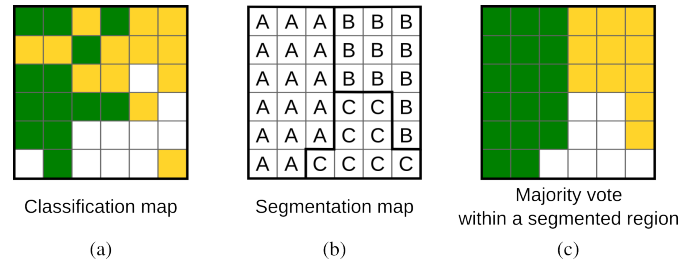 A A A B B B
A A A B B B
A A A B B B
A A A C C B
A A A C C B
A A C C C C
Classification map
Segmentation map
Majority vote
within a segmented region
(a)
(b)
(c)